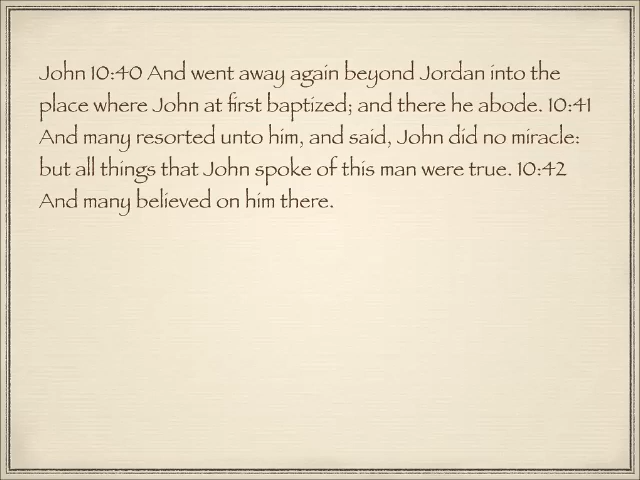 John 10:40 And went away again beyond Jordan into the
place where John at first baptized; and there he abode. 10:41
And many resorted unto him, and said, John did no miracle:
but all things that John spoke of this man were true. 10:42
And many believed on him there.